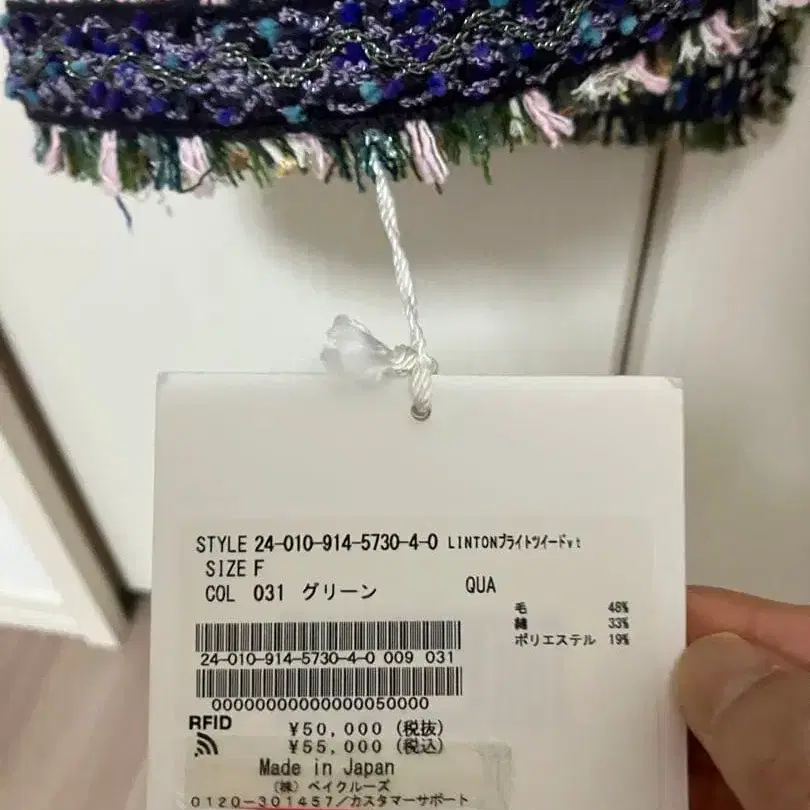 STYLE 24-010-914-5730-4-0 LINTONブライトツイードvt
SIZE F
COL 031 グリーン QUA
毛 48%
綿 33%
ポリエステル 19%
24-010-914-5730-4-0 009 031
00000000000000050000
RFID
¥50,000 (税抜)
¥55,000 (税込)
Made in Japan
(株) ベイクルーズ
0120-301457/カスタマーサポート